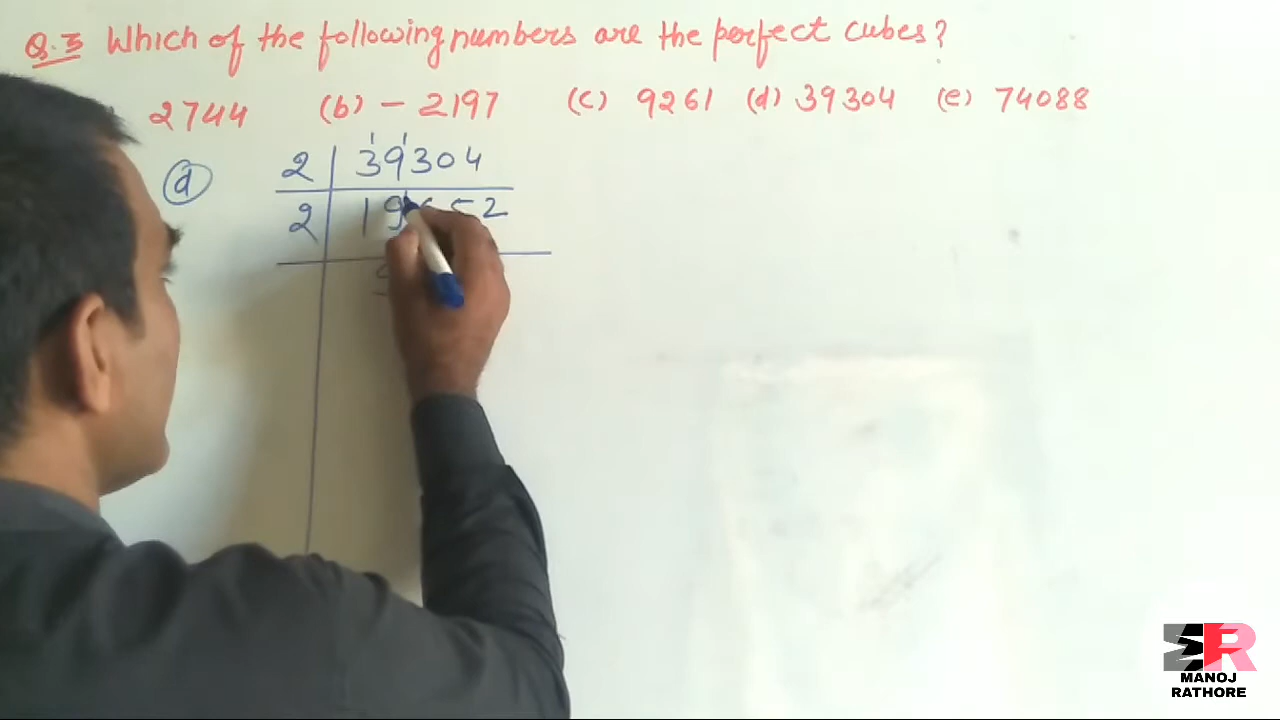 Q.3 Which of the following numbers are the perfect cubes?
2744 (b) - 2197 (c) 9261 (d) 39304 (e) 74088
(d) 2 39304
2
MANOJ
RATHORE